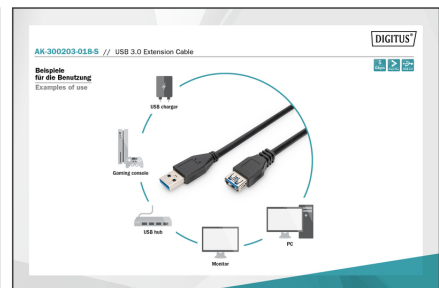 DIGITUS®
AK-300203-018-S // USB 3.0 Extension Cable
Beispiele
für die Benutzung
Examples of use
USB charger
Gaming console
USB hub
Monitor
PC